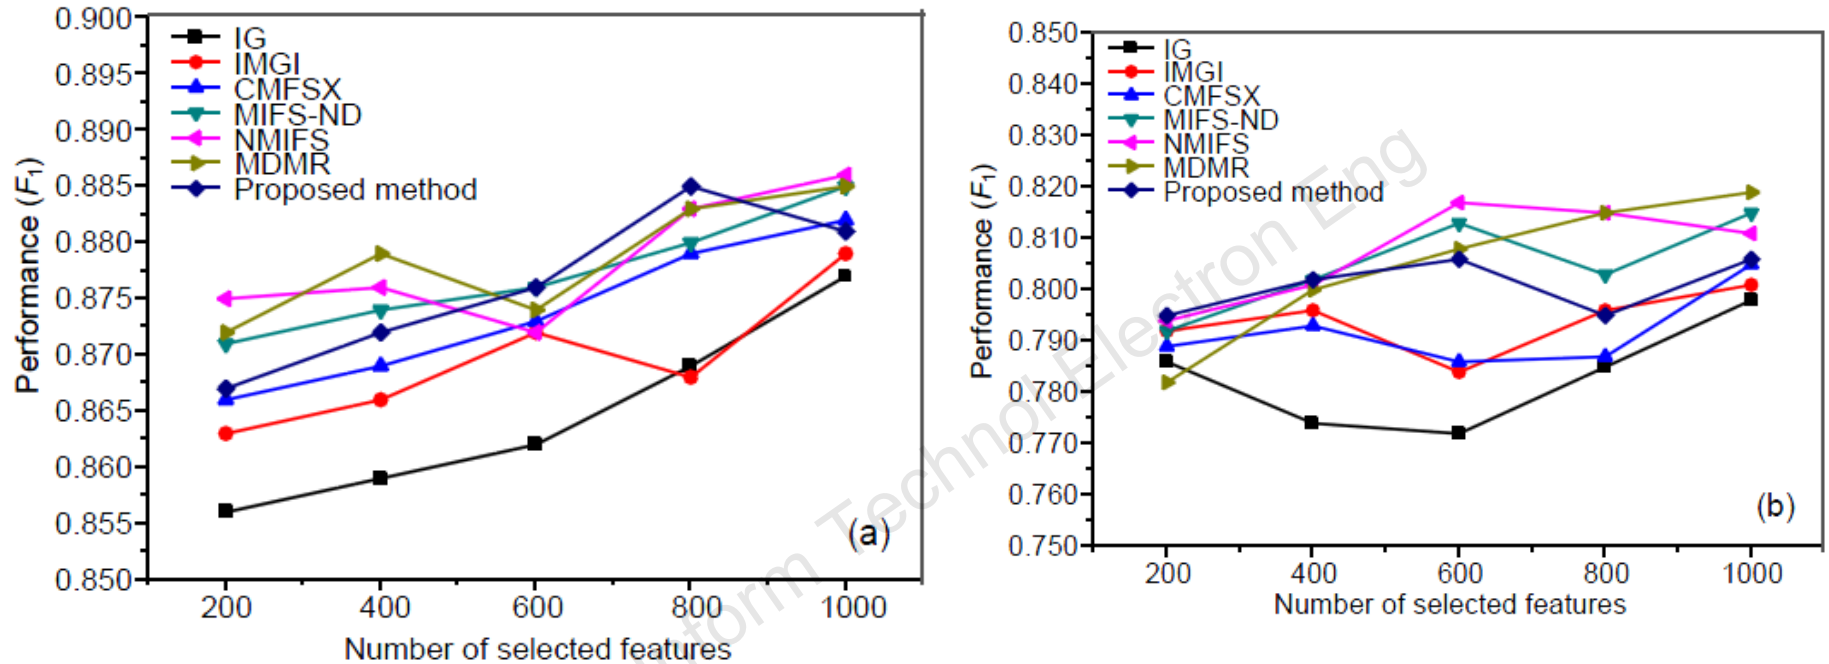 0.900
0.895
0.890
0.885
0.880
0.875
0.870
0.865
0.860
0.855
0.850
Performance (F1)
IG
IMGI
CMFSX
MIFS-ND
NMIFS
MDMR
Proposed method
(a)
200 400 600 800 1000
Number of selected features
0.850
0.840
0.830
0.820
0.810
0.800
0.790
0.780
0.770
0.760
0.750
Performance (F1)
IG
IMGI
CMFSX
MIFS-ND
NMIFS
MDMR
Proposed method
(b)
200 400 600 800 1000
Number of selected features
Technol Electron Eng